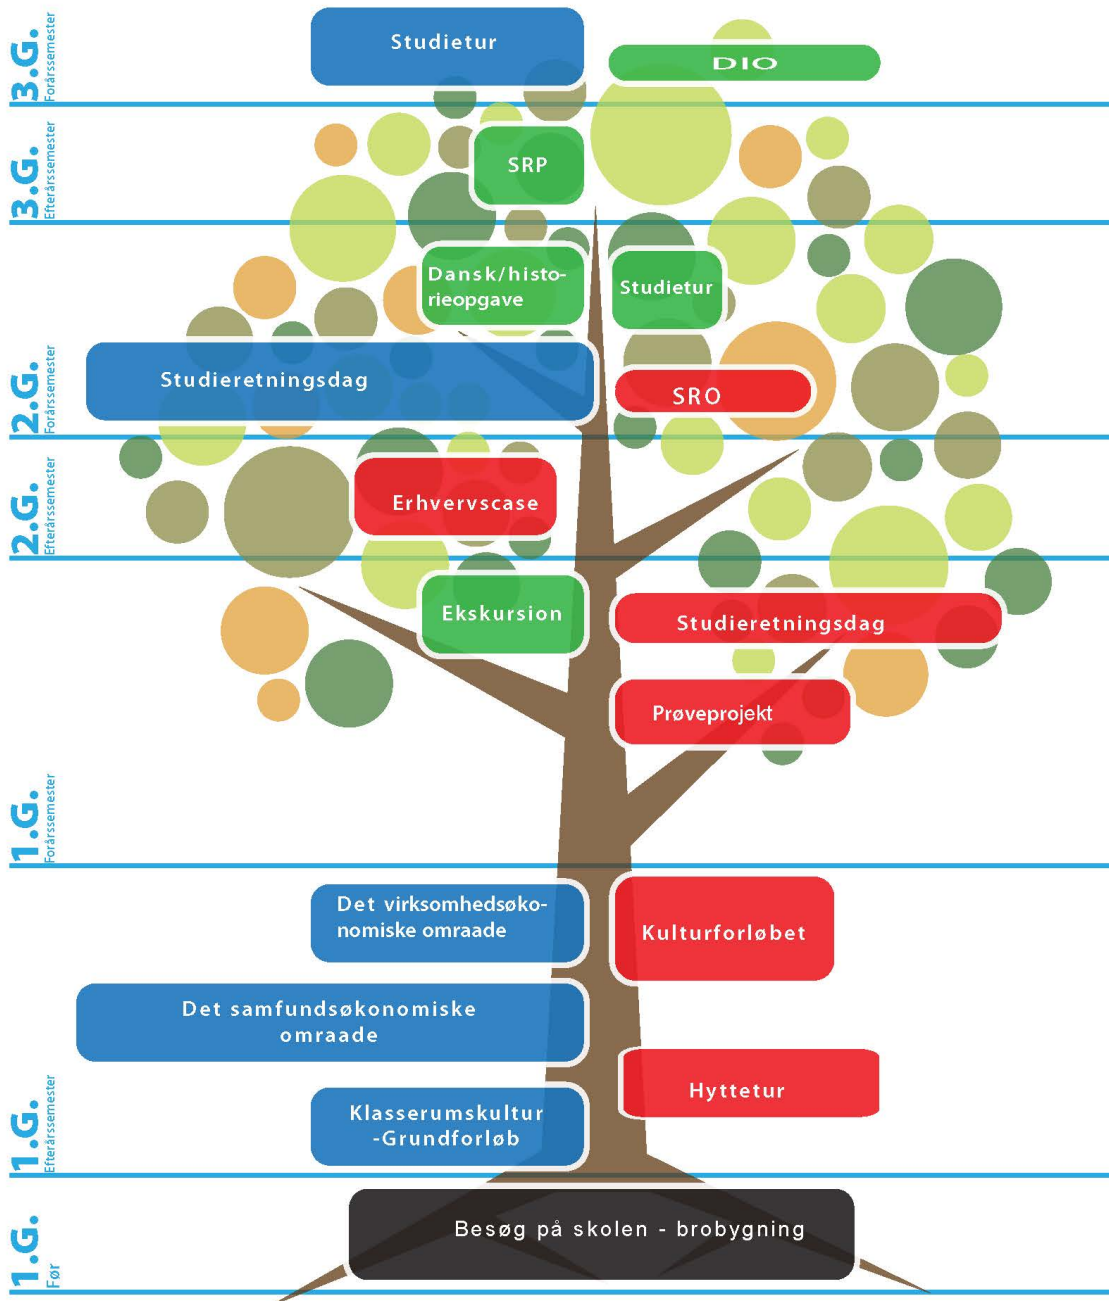 3.G.
Forårssemester
Studietur
DIO
3.G.
Efterårssemester
SRP
2.G.
Forårssemester
Dansk/histo-
rieopgave
Studietur
Studieretningsdag
SRO
2.G.
Efterårssemester
Erhvervscase
1.G.
Forårssemester
Ekskursion
Studieretningsdag
Prøveprojekt
1.G.
Efterårssemester
Det virksomhedsøko-
nomiske omraade
Kulturforløbet
Det samfundsøkonomiske
omraade
Hyttetur
Klasserumskultur
-Grundforløb
1.G.
Før
Besøg på skolen - brobygning